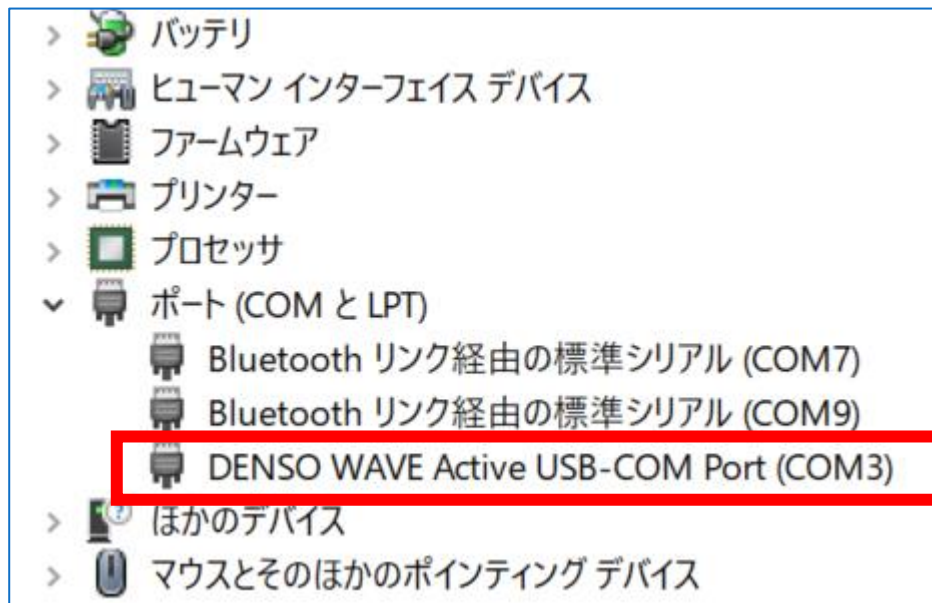 バッテリ
ヒューマン インターフェイス デバイス
ファームウェア
プリンター
プロセッサ
ポート (COM と LPT)
Bluetooth リンク経由の標準シリアル (COM7)
Bluetooth リンク経由の標準シリアル (COM9)
DENSO WAVE Active USB-COM Port (COM3)
ほかのデバイス
マウスとそのほかのポインティング デバイス